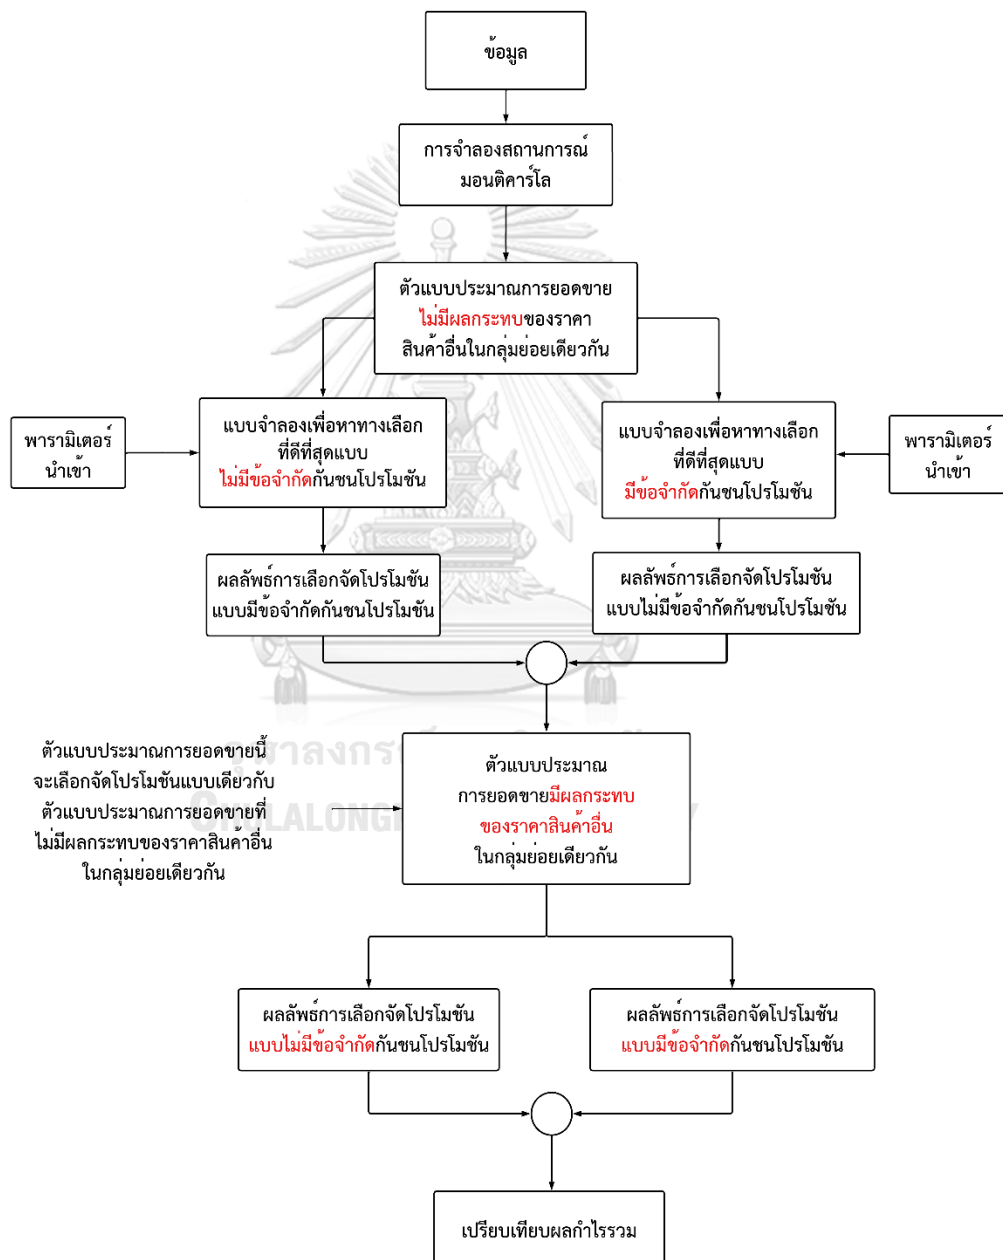 ข้อมูล
การจำลองสถานการณ์
มอนติคาร์โล
ตัวแบบประมาณการยอดขาย
ไม่มีผลกระทบของราคา
สินค้าอื่นในกลุ่มย่อยเดียวกัน
พารามิเตอร์
นำเข้า
แบบจำลองเพื่อหาทางเลือก
ที่ดีที่สุดแบบ
ไม่มีข้อจำกัดกันชนโปรโมชัน
แบบจำลองเพื่อหาทางเลือก
ที่ดีที่สุดแบบ
มีข้อจำกัดกันชนโปรโมชัน
พารามิเตอร์
นำเข้า
ผลลัพธ์การเลือกจัดโปรโมชัน
แบบมีข้อจำกัดกันชนโปรโมชัน
ผลลัพธ์การเลือกจัดโปรโมชัน
แบบไม่มีข้อจำกัดกันชนโปรโมชัน
ตัวแบบประมาณการยอดขายนี้
จะเลือกจัดโปรโมชันแบบเดียวกับ
ตัวแบบประมาณการยอดขายที่
ไม่มีผลกระทบของราคาสินค้าอื่น
ในกลุ่มย่อยเดียวกัน
ตัวแบบประมาณ
การยอดขายมีผลกระทบ
ของราคาสินค้าอื่น
ในกลุ่มย่อยเดียวกัน
ผลลัพธ์การเลือกจัดโปรโมชัน
แบบไม่มีข้อจำกัดกันชนโปรโมชัน
ผลลัพธ์การเลือกจัดโปรโมชัน
แบบมีข้อจำกัดกันชนโปรโมชัน
เปรียบเทียบผลกำไรรวม